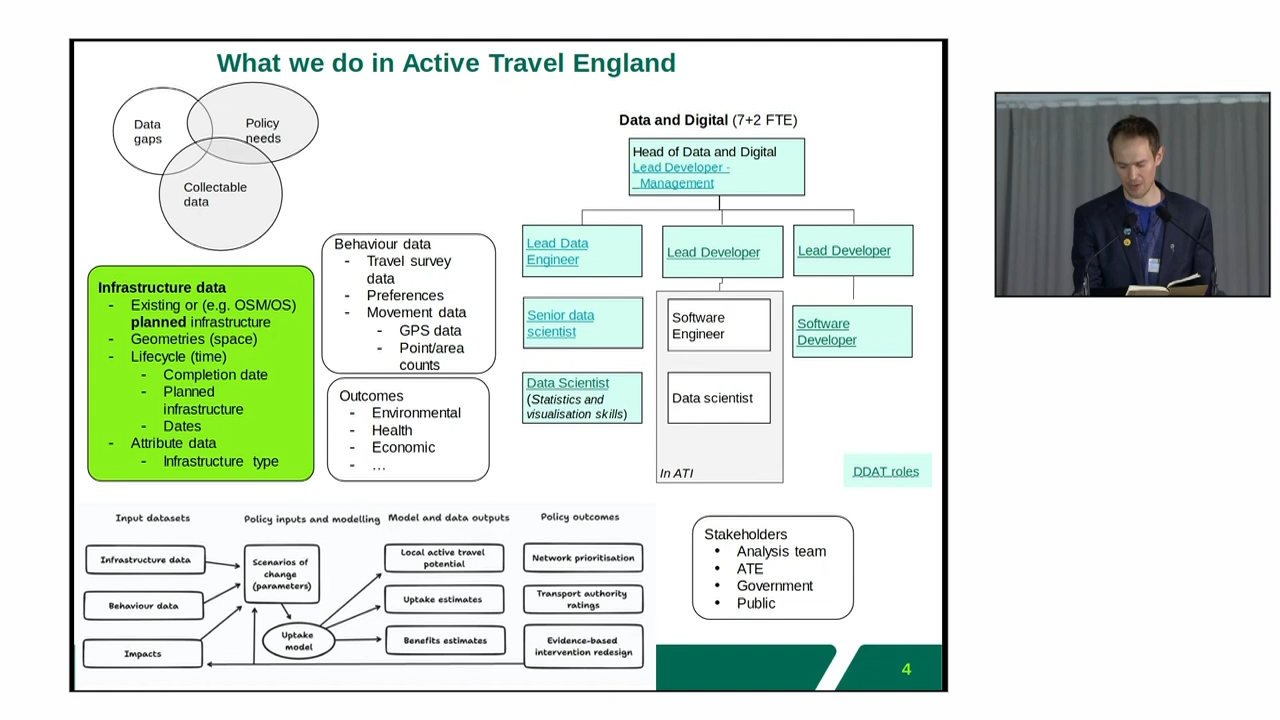 What we do in Active Travel England
Data
gaps
Policy
needs
Collectable
data
Infrastructure data
- Existing or (e.g. OSM/OS)
planned infrastructure
- Geometries (space)
- Lifecycle (time)
- Completion date
- Planned
infrastructure
- Dates
- Attribute data
- Infrastructure type
Behaviour data
- Travel survey
data
- Preferences
- Movement data
- GPS data
- Point/area
counts
Outcomes
- Environmental
- Health
- Economic
- …
Data and Digital (7+2 FTE)
Head of Data and Digital
Lead Developer -
Management
Lead Data
Engineer
Lead Developer
Lead Developer
Senior data
scientist
Software
Engineer
Software
Developer
Data Scientist
(Statistics and
visualisation skills)
Data scientist
In ATI
DDAT roles
Input datasets
Policy inputs and modelling
Model and data outputs
Policy outcomes
Infrastructure data
Behaviour data
Impacts
Scenarios of
change
(parameters)
Uptake
model
Local active travel
potential
Uptake estimates
Benefits estimates
Network prioritisation
Transport authority
ratings
Evidence-based
intervention redesign
Stakeholders
• Analysis team
• ATE
• Government
• Public
4